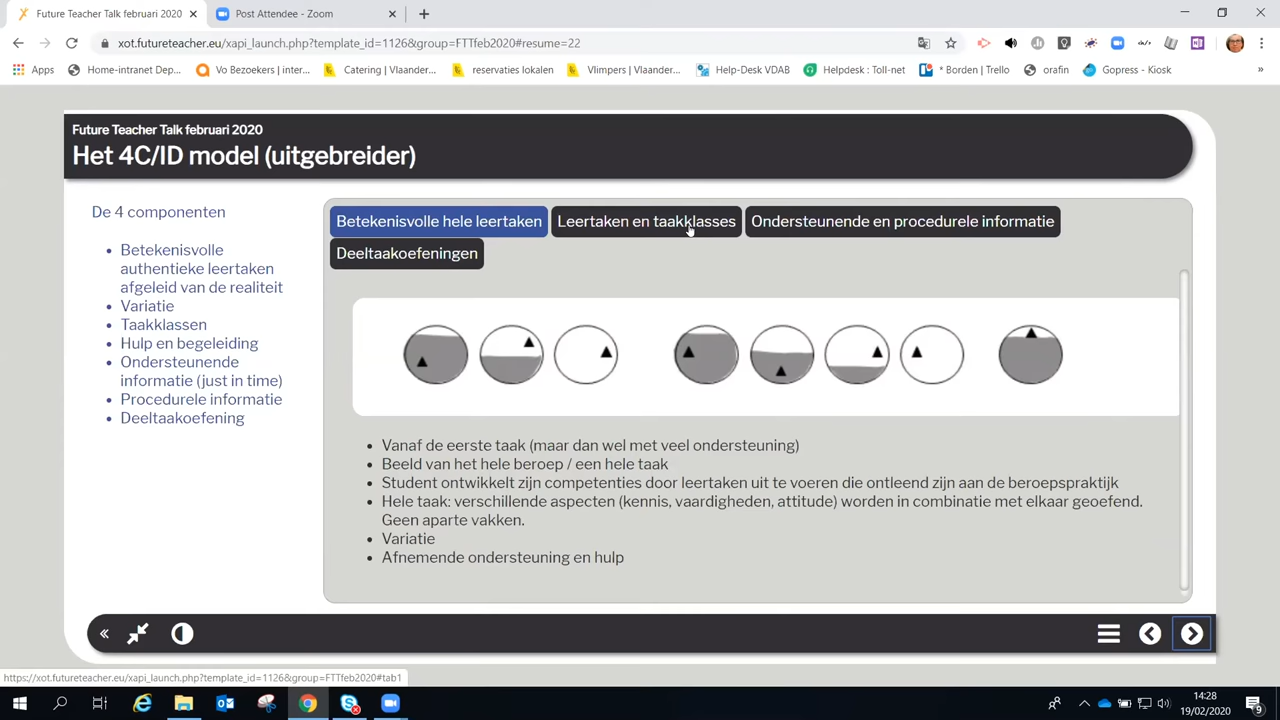 Future Teacher Talk februari 2020
Post Attendee - Zoom
xot.futureteacher.eu/xapi_launch.php?template_id=1126&group=FTTfeb2020#resume=22
Apps
Home-intranet Dep...
Vo Bezoekers | inter...
Catering | Vlaander...
reservaties lokalen
Vlimpers | Vlaander...
Help-Desk VDAB
Helpdesk : Toll-net
* Borden | Trello
orafin
Gopress - Kiosk
»
Future Teacher Talk februari 2020
Het 4C/ID model (uitgebreider)
De 4 componenten
• Betekenisvolle
authentieke leertaken
afgeleid van de realiteit
• Variatie
• Taakklassen
• Hulp en begeleiding
• Ondersteunende
informatie (just in time)
• Procedurele informatie
• Deeltaakoefening
Betekenisvolle hele leertaken
Leertaken en taakklasses
Ondersteunende en procedurele informatie
Deeltaakoefeningen
• Vanaf de eerste taak (maar dan wel met veel ondersteuning)
• Beeld van het hele beroep / een hele taak
• Student ontwikkelt zijn competenties door leertaken uit te voeren die ontleend zijn aan de beroepspraktijk
• Hele taak: verschillende aspecten (kennis, vaardigheden, attitude) worden in combinatie met elkaar geoefend.
Geen aparte vakken.
• Variatie
• Afnemende ondersteuning en hulp
https://xot.futureteacher.eu/xapi_launch.php?template_id=1126&group=FTTfeb2020#tab1
14:28
19/02/2020
9